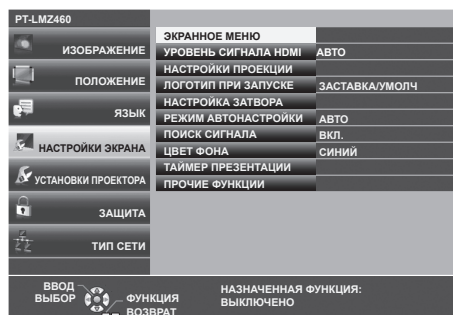 PT-LMZ460
ИЗОБРАЖЕНИЕ
ПОЛОЖЕНИЕ
ЯЗЫК
НАСТРОЙКИ ЭКРАНА
УСТАНОВКИ ПРОЕКТОРА
ЗАЩИТА
ТИП СЕТИ
ЭКРАННОЕ МЕНЮ
УРОВЕНЬ СИГНАЛА HDMI АВТО
НАСТРОЙКИ ПРОЕКЦИИ
ЛОГОТИП ПРИ ЗАПУСКЕ ЗАСТАВКА/УМОЛЧ
НАСТРОЙКА ЗАТВОРА
РЕЖИМ АВТОНАСТРОЙКИ АВТО
ПОИСК СИГНАЛА ВКЛ.
ЦВЕТ ФОНА СИНИЙ
ТАЙМЕР ПРЕЗЕНТАЦИИ
ПРОЧИЕ ФУНКЦИИ
ВВОД
ВЫБОР
ФУНКЦИЯ
ВОЗВРАТ
НАЗНАЧЕННАЯ ФУНКЦИЯ:
ВЫКЛЮЧЕНО